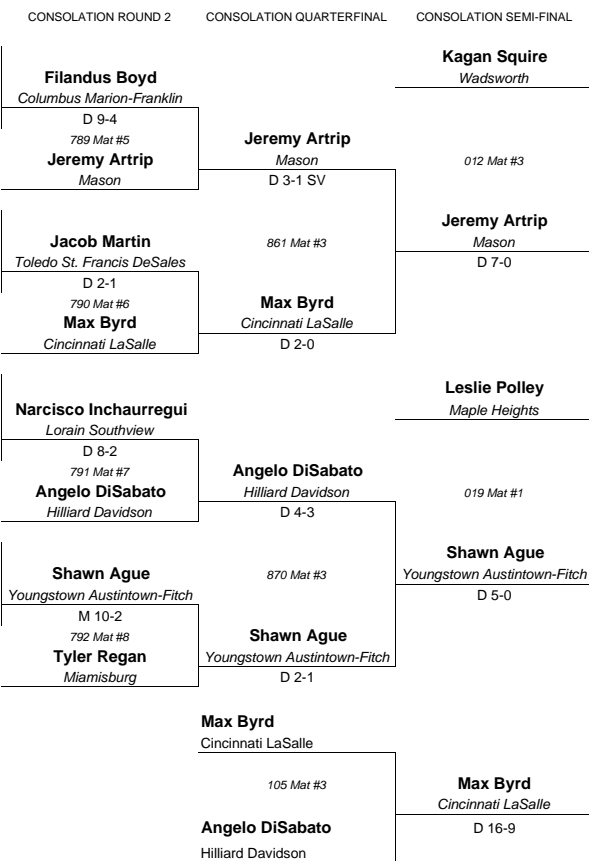 CONSOLATION ROUND 2 CONSOLATION QUARTERFINAL CONSOLATION SEMI-FINAL
Kagan Squire
Wadsworth
Filandus Boyd
Columbus Marion-Franklin
D 9-4
789 Mat #5
Jeremy Artrip
Mason
Jeremy Artrip
Mason
D 3-1 SV
012 Mat #3
Jeremy Artrip
Mason
D 7-0
Jacob Martin
Toledo St. Francis DeSales
D 2-1
790 Mat #6
Max Byrd
Cincinnati LaSalle
861 Mat #3
Max Byrd
Cincinnati LaSalle
D 2-0
Leslie Polley
Maple Heights
Narcisco Inchaurregui
Lorain Southview
D 8-2
791 Mat #7
Angelo DiSabato
Hilliard Davidson
Angelo DiSabato
Hilliard Davidson
D 4-3
019 Mat #1
Shawn Ague
Youngstown Austintown-Fitch
D 5-0
Shawn Ague
Youngstown Austintown-Fitch
M 10-2
792 Mat #8
Tyler Regan
Miamisburg
870 Mat #3
Shawn Ague
Youngstown Austintown-Fitch
D 2-1
Max Byrd
Cincinnati LaSalle
105 Mat #3
Angelo DiSabato
Hilliard Davidson
Max Byrd
Cincinnati LaSalle
D 16-9